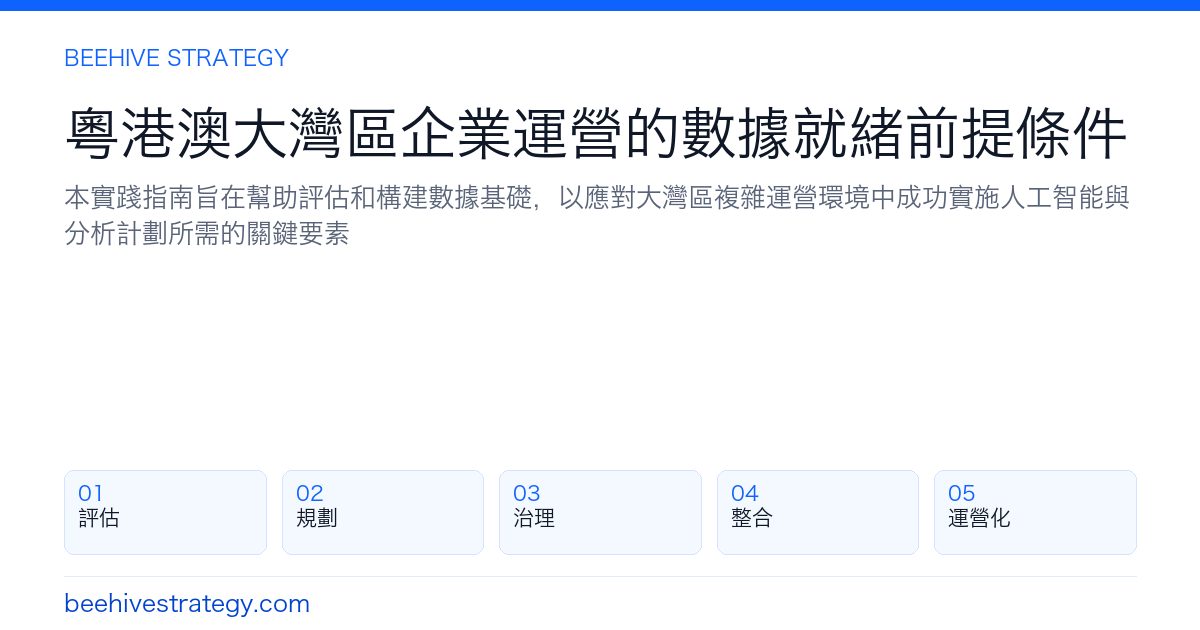 BEEHIVE STRATEGY
粵港澳大灣區企業運營的數據就緒前提條件
本實踐指南旨在幫助評估和構建數據基礎，以應對大灣區複雜運營環境中成功實施人工智能與
分析計劃所需的關鍵要素
01
評估
02
規劃
03
治理
04
整合
05
運營化
beehivestrategy.com